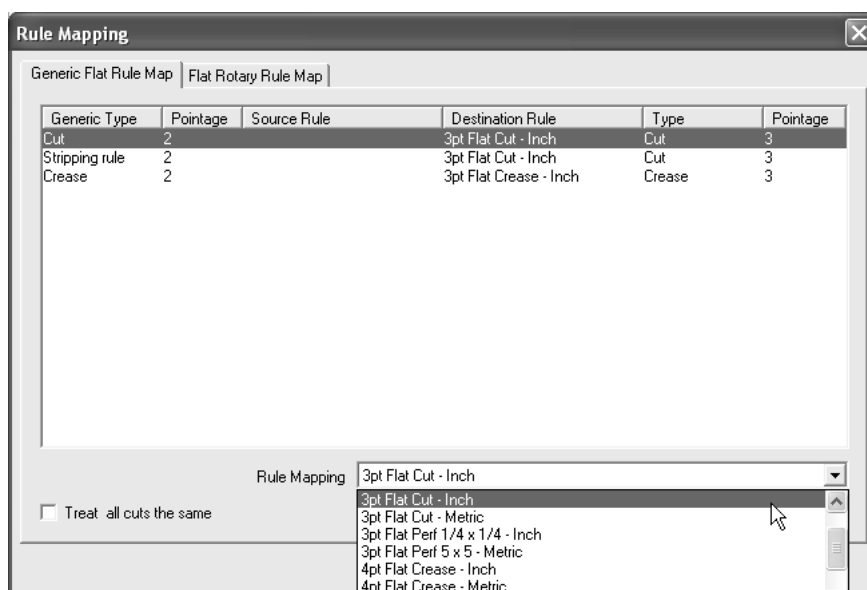 Rule Mapping
Generic Flat Rule Map Flat Rotary Rule Map
Generic Type Pointage Source Rule Destination Rule Type Pointage
Cut 2 3pt Flat Cut - Inch Cut 3
Stripping rule 2 3pt Flat Cut - Inch Cut 3
Crease 2 3pt Flat Crease - Inch Crease 3
Rule Mapping 3pt Flat Cut - Inch
3pt Flat Cut - Inch
Treat all cuts the same
3pt Flat Cut - Metric
3pt Flat Perf 1/4 x 1/4 - Inch
3pt Flat Perf 5 x 5 - Metric
4pt Flat Crease - Inch
4pt Flat Crease - Metric